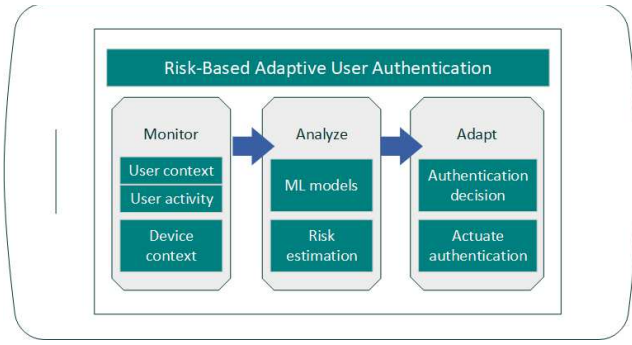 Risk-Based Adaptive User Authentication
Monitor
User context
User activity
Device
context
Analyze
ML models
Risk
estimation
Adapt
Authentication
decision
Actuate
authentication